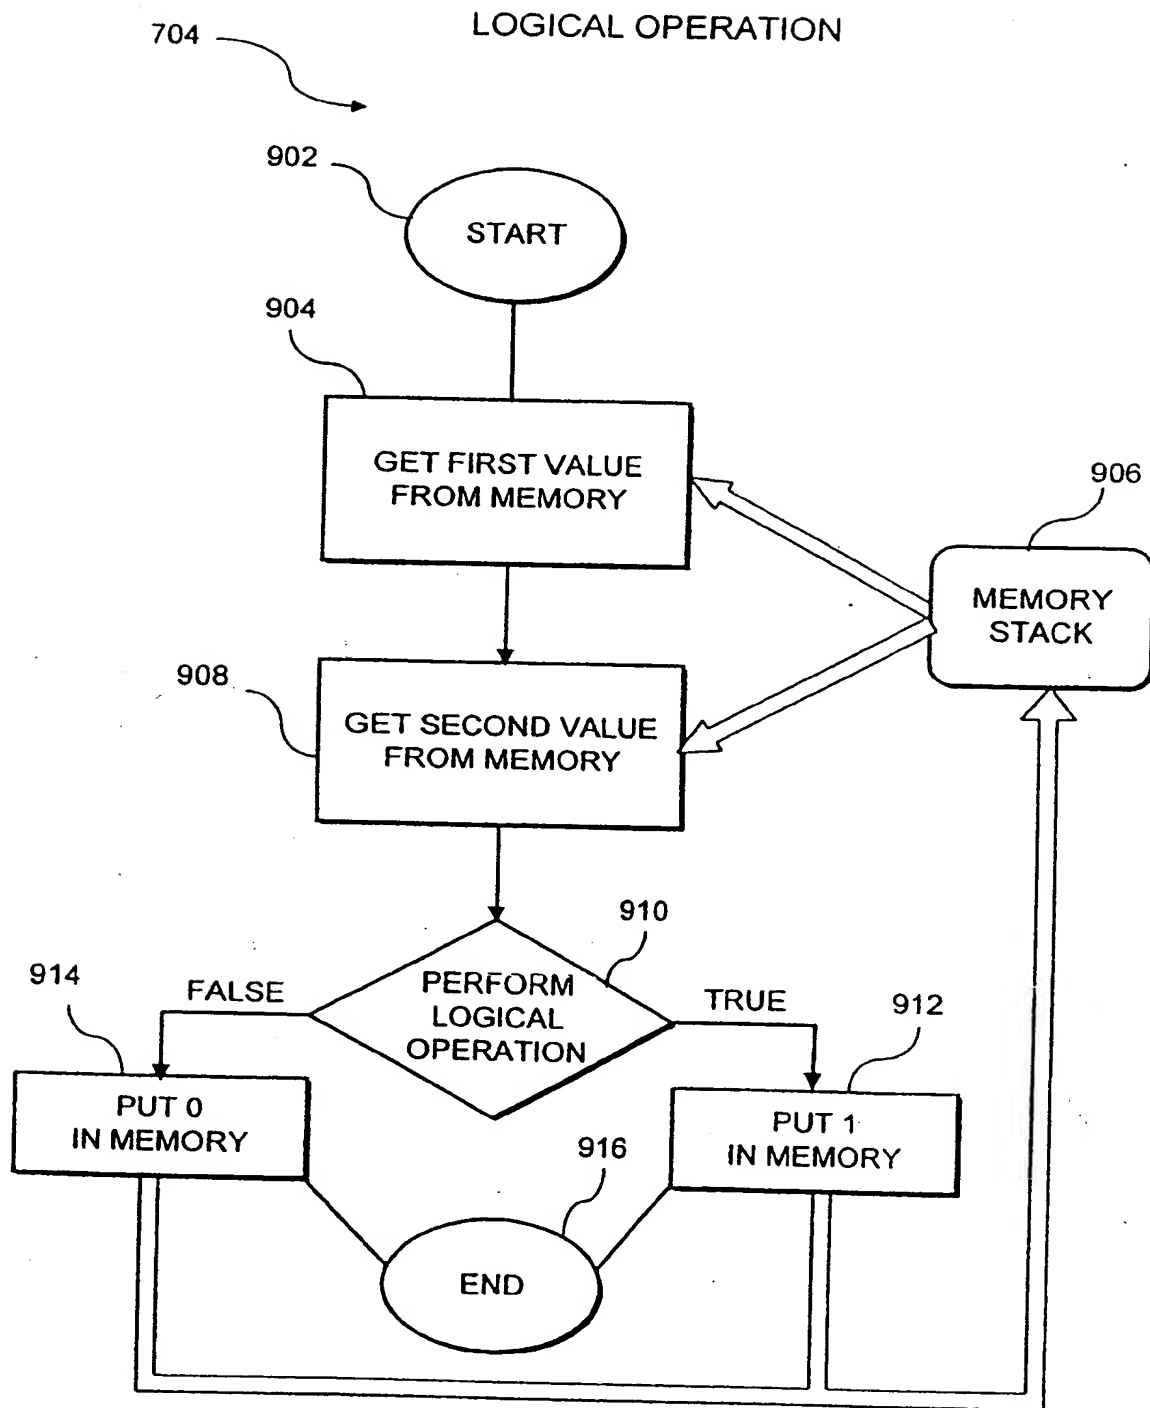 LOGICAL OPERATION
704
902
START
904
GET FIRST VALUE
FROM MEMORY
906
MEMORY
STACK
908
GET SECOND VALUE
FROM MEMORY
910
PERFORM
LOGICAL
OPERATION
FALSE
TRUE
914
912
PUT 0
IN MEMORY
PUT 1
IN MEMORY
916
END